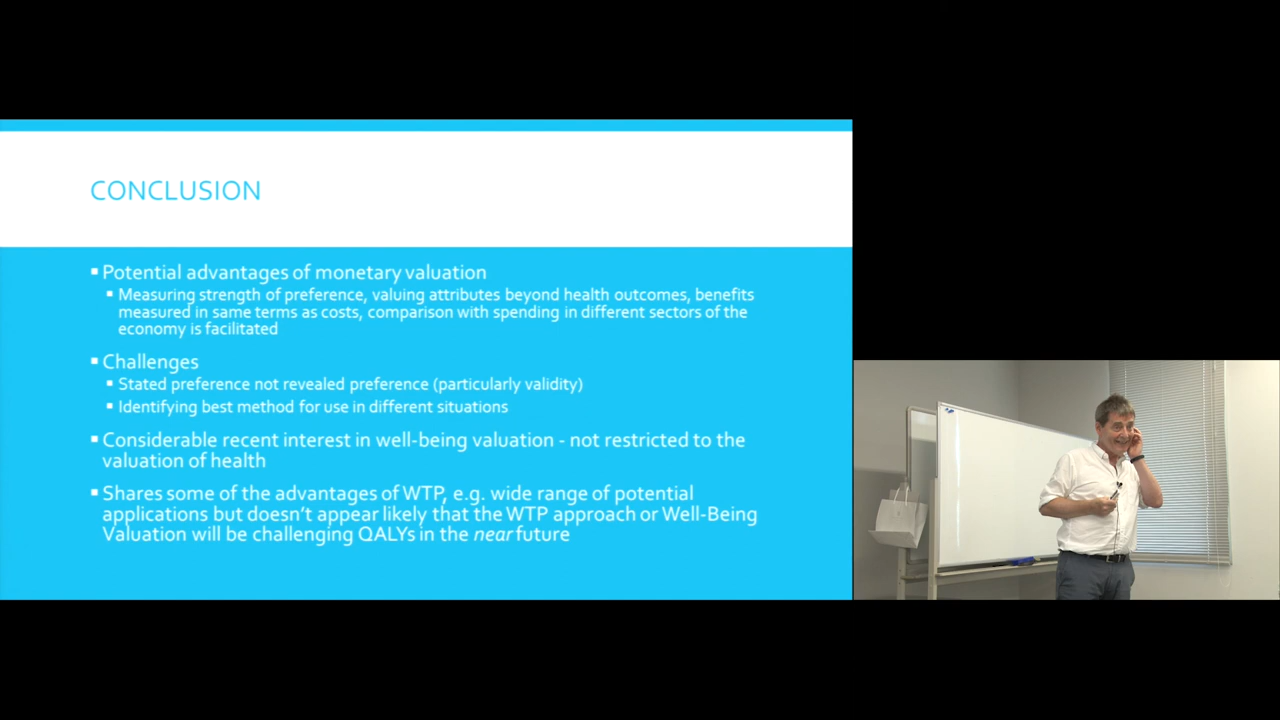 CONCLUSION
Potential advantages of monetary valuation
Measuring strength of preference, valuing attributes beyond health outcomes, benefits
measured in same terms as costs, comparison with spending in different sectors of the
economy is facilitated
Challenges
Stated preference not revealed preference (particularly validity)
Identifying best method for use in different situations
Considerable recent interest in well-being valuation - not restricted to the
valuation of health
Shares some of the advantages of WTP, e.g. wide range of potential
applications but doesn't appear likely that the WTP approach or Well-Being
Valuation will be challenging QALYs in the near future